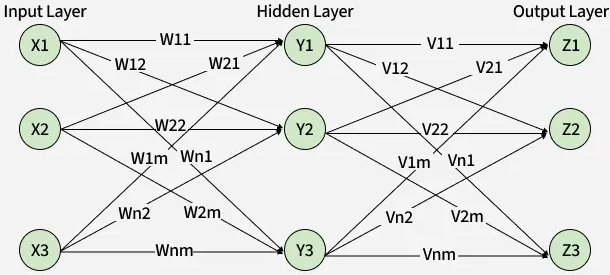 Input Layer Hidden Layer Output Layer
X1 W11 Y1 V11 Z1
W12 W21 V12 V21
X2 W22 Y2 V22 Z2
W1m Wn1 V1m Vn1
Wn2 W2m Vn2 V2m
X3 Wnm Y3 Vnm Z3